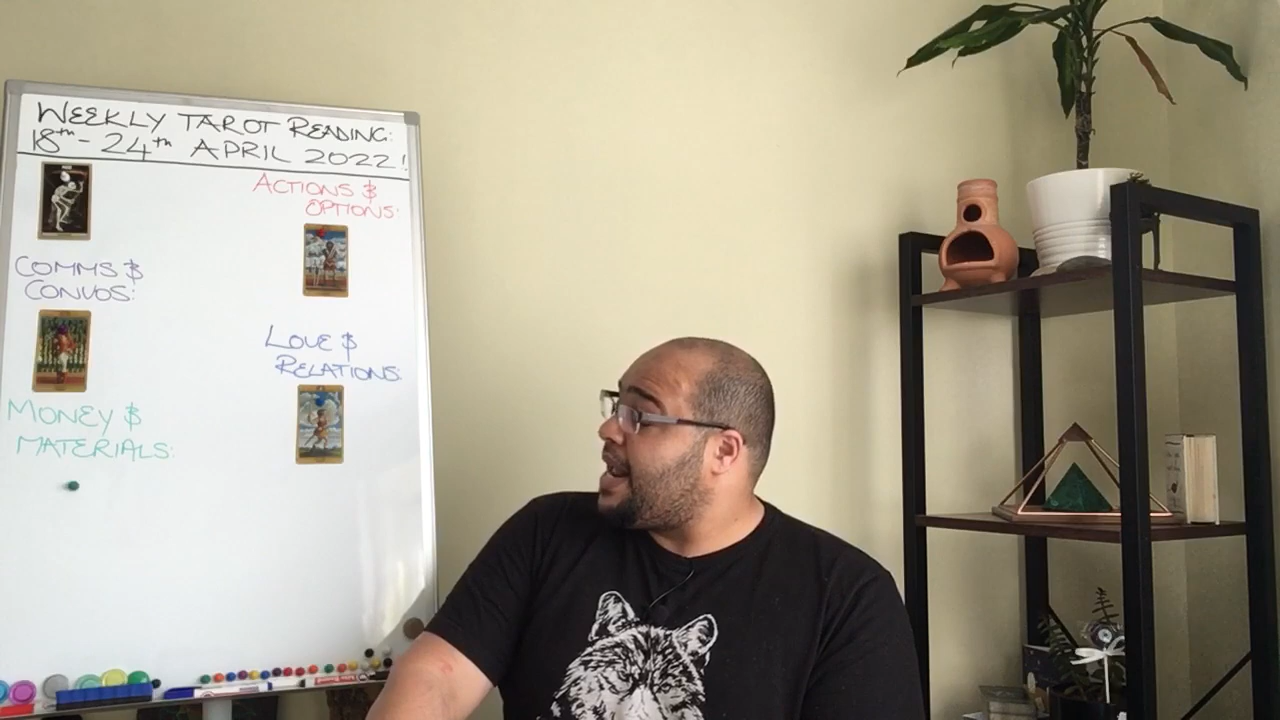 WEEKLY TAROT READING:
18th - 24th APRIL 2022!
ACTIONS &
OPTIONS:
COMMS &
CONVOS:
LOVE &
RELATIONS:
MONEY &
MATERIALS: